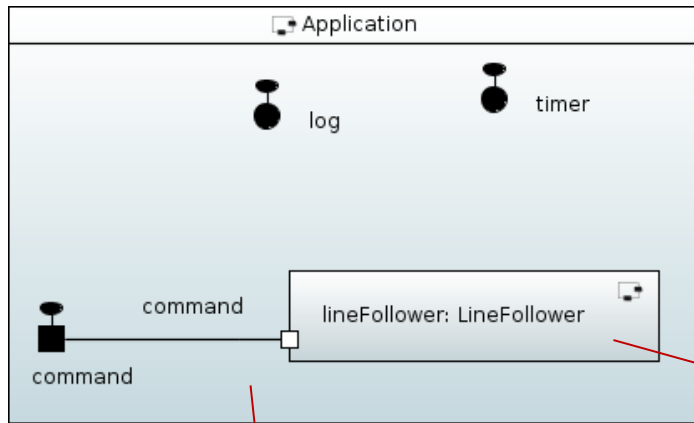 Application
log
timer
command
lineFollower: LineFollower
command